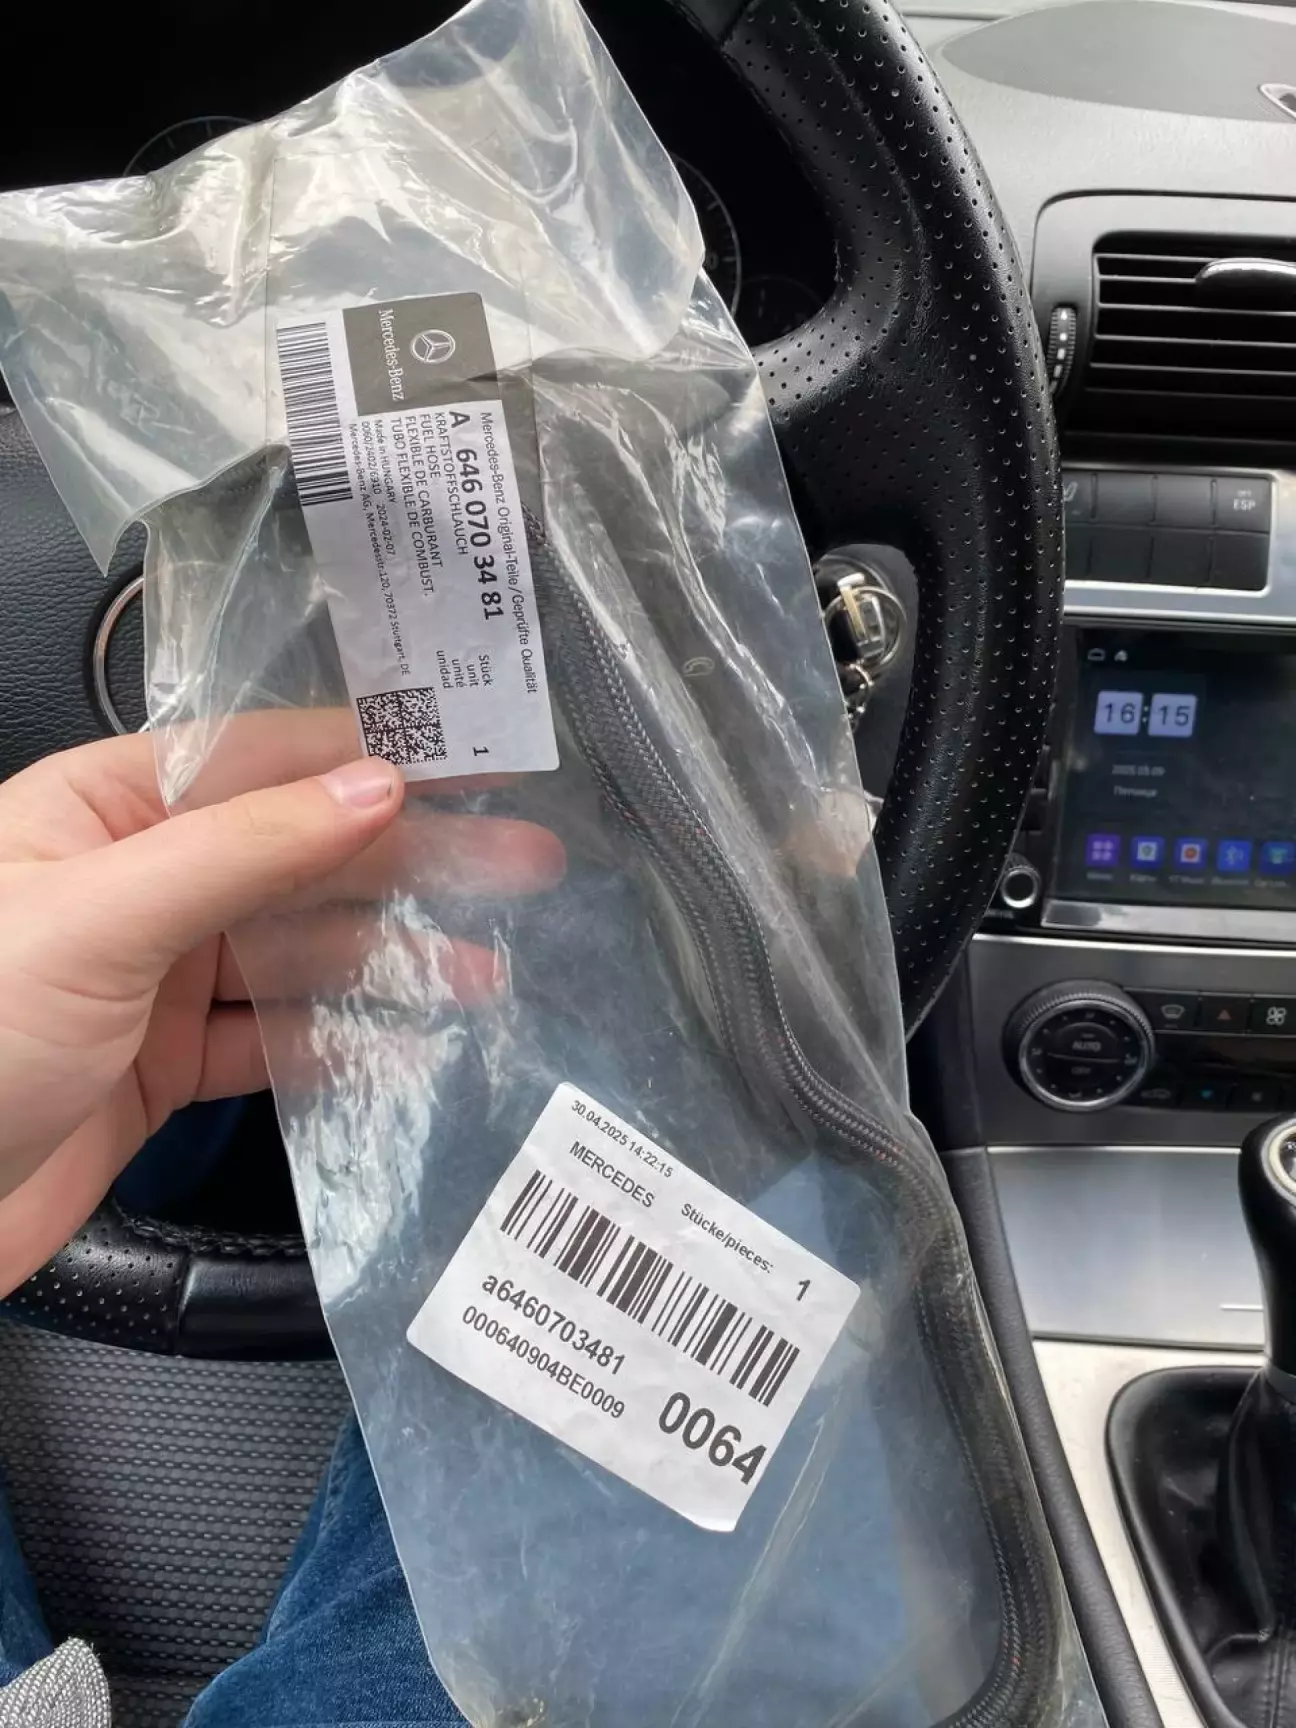 Mercedes-Benz
Mercedes-Benz Original-Teile / Geprüfte Qualität
A 646 070 34 81
KRAFTSTOFFSCHLAUCH
FUEL HOSE
FLEXIBLE DE CARBURANT
TUBO FLEXIBLE DE COMBUST.
Stück
unit
unité
unidad
1
Made in HUNGARY 2024-02-07
Mercedes-Benz AG, Mercedesstr.120, 70372 Stuttgart, DE
30.04.2025 14:22:15
MERCEDES Stücke/pieces: 1
a6460703481
000640904BE0009
0064
OFF
ESP
16:15
Пятница
AUTO
OFF